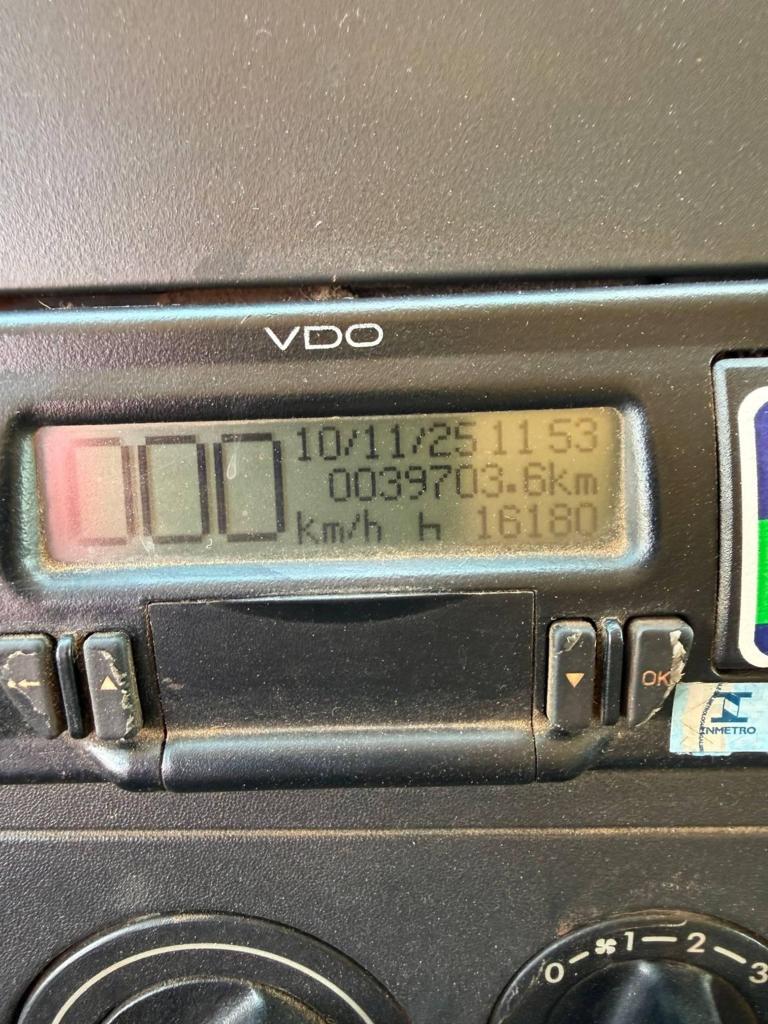 VDO
000 10/11/25 11 53
0039703.6km
km/h h 16180
OK
INMETRO
0 1 2 3